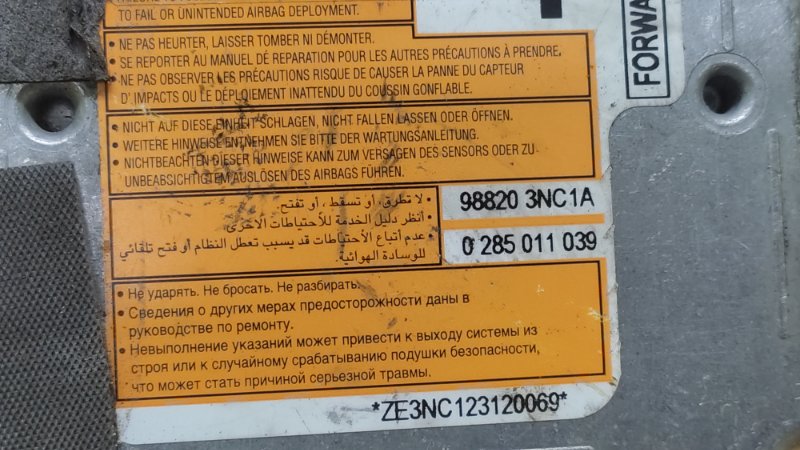 TO FAIL OR UNINTENDED AIRBAG DEPLOYMENT.
FORWA
• NE PAS HEURTER, LAISSER TOMBER NI DÉMONTER.
• SE REPORTER AU MANUEL DE RÉPARATION POUR LES AUTRES PRÉCAUTIONS À PRENDRE.
• NE PAS OBSERVER LES PRÉCAUTIONS RISQUE DE CAUSER LA PANNE DU CAPTEUR
D'IMPACTS OU LE DÉPLOIEMENT INATTENDU DU COUSSIN GONFLABLE.
• NICHT AUF DIESE EINHEIT SCHLAGEN, NICHT FALLEN LASSEN ODER ÖFFNEN.
• WEITERE HINWEISE ENTNEHMEN SIE BITTE DER WARTUNGSANLEITUNG.
• NICHTBEACHTEN DIESER HINWEISE KANN ZUM VERSAGEN DES SENSORS ODER ZU
UNBEABSICHTIGTEM AUSLÖSEN DES AIRBAGS FÜHREN.
• لا تطرق، أو تسقط ، أو تفتح.
• أنظر دليل الخدمة للأحتياطات الأخرى.
• عدم أتباع الأحتياطات قد يسبب تعطل النظام أو فتح تلقائي
للوسادة الهوائية.
98820 3NC1A
0 285 011 039
• Не ударять. Не бросать. Не разбирать.
• Сведения о других мерах предосторожности даны в
руководстве по ремонту.
• Невыполнение указаний может привести к выходу системы из
строя или к случайному срабатыванию подушки безопасности,
что может стать причиной серьезной травмы.
*ZE3NC123120069*